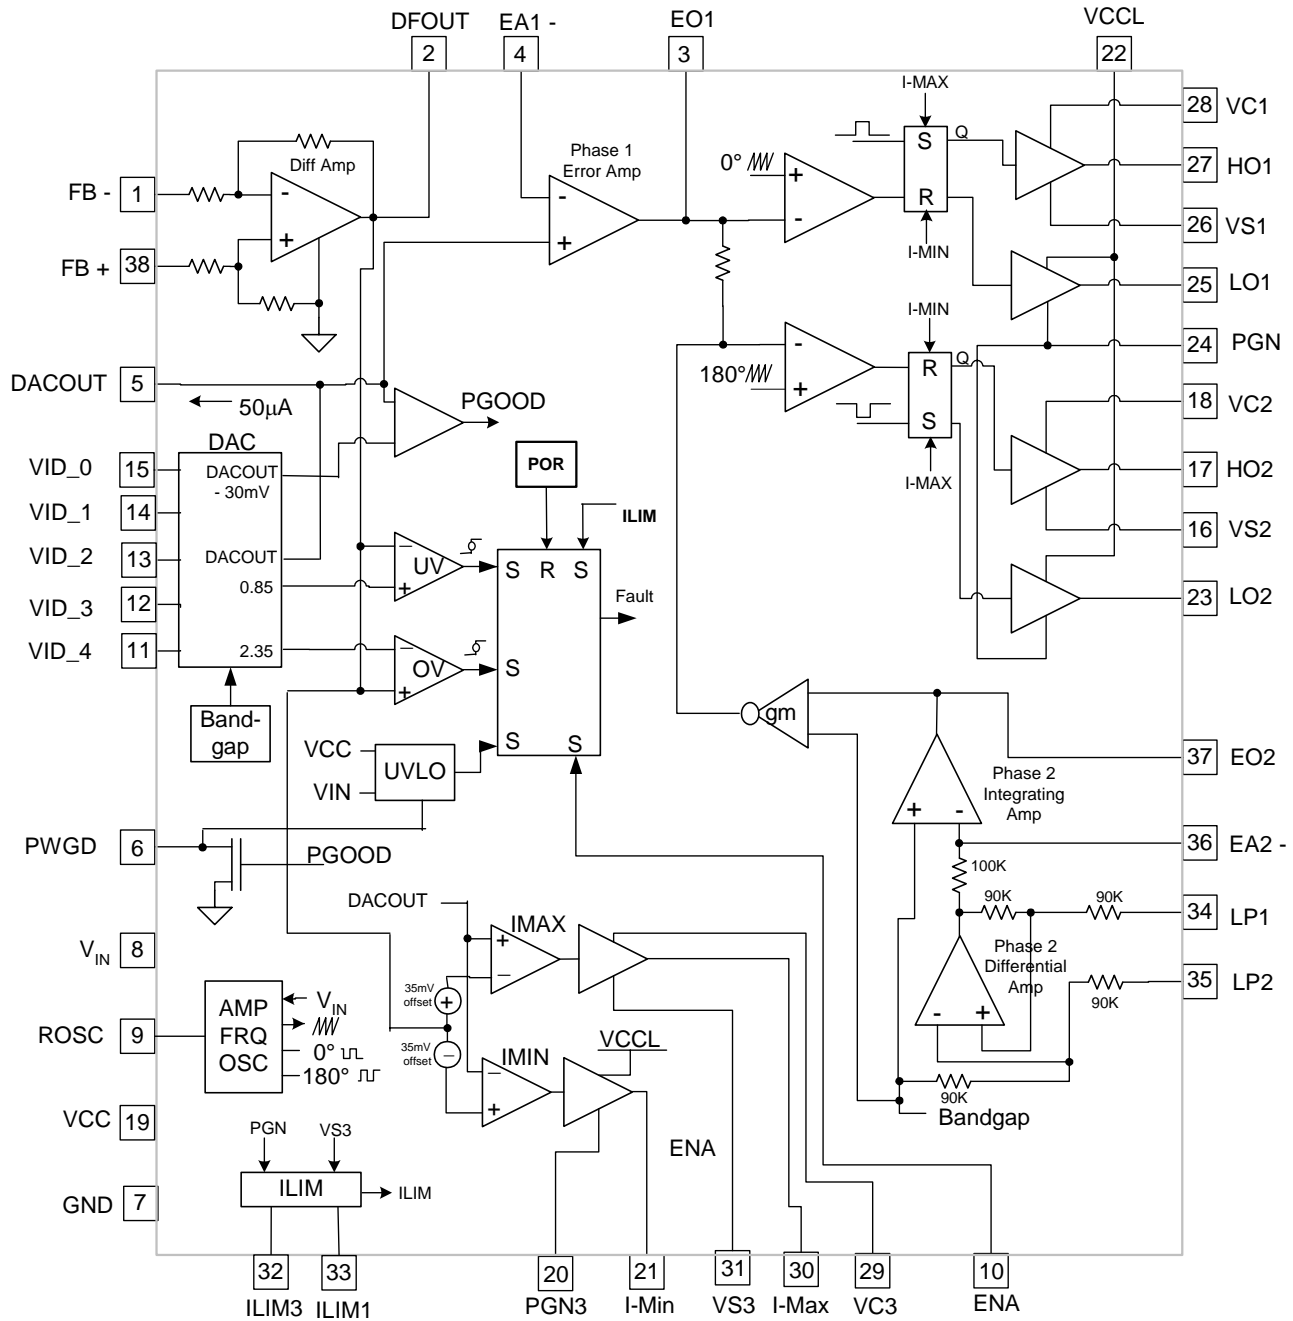 DFOUT
EA1 -
EO1
VCCL
2
4
3
22
I-MAX
28 VC1
Diff Amp
Phase 1
Error Amp
0°
S
Q
27 HO1
FB - 1
-
-
+
R
26 VS1
+
+
-
I-MIN
FB + 38
25 LO1
I-MIN
24 PGN
-
180°
+
R
Q
S
DACOUT 5
50µA
PGOOD
18 VC2
DAC
DACOUT
- 30mV
POR
I-MAX
17 HO2
VID_0 15
VID_1 14
ILIM
16 VS2
VID_2 13
DACOUT
0.85
−
UV
+
S
R
S
VID_3 12
Fault
23 LO2
VID_4 11
2.35
−
OV
+
S
Band-
gap
gm
VCC
VIN
UVLO
S
S
37 EO2
Phase 2
Integrating
Amp
+
-
PWGD 6
PGOOD
36 EA2 -
100K
DACOUT
90K
90K
34 LP1
IMAX
+
−
Phase 2
Differential
Amp
VIN 8
35mV
offset
+
90K
35 LP2
AMP
FRQ
OSC
VIN
0°
180°
-
+
ROSC 9
35mV
offset
−
IMIN
−
+
VCCL
90K
Bandgap
VCC 19
PGN
VS3
ENA
ILIM
ILIM
GND 7
32
33
20
21
31
30
29
10
ILIM3
ILIM1
PGN3
I-Min
VS3
I-Max
VC3
ENA